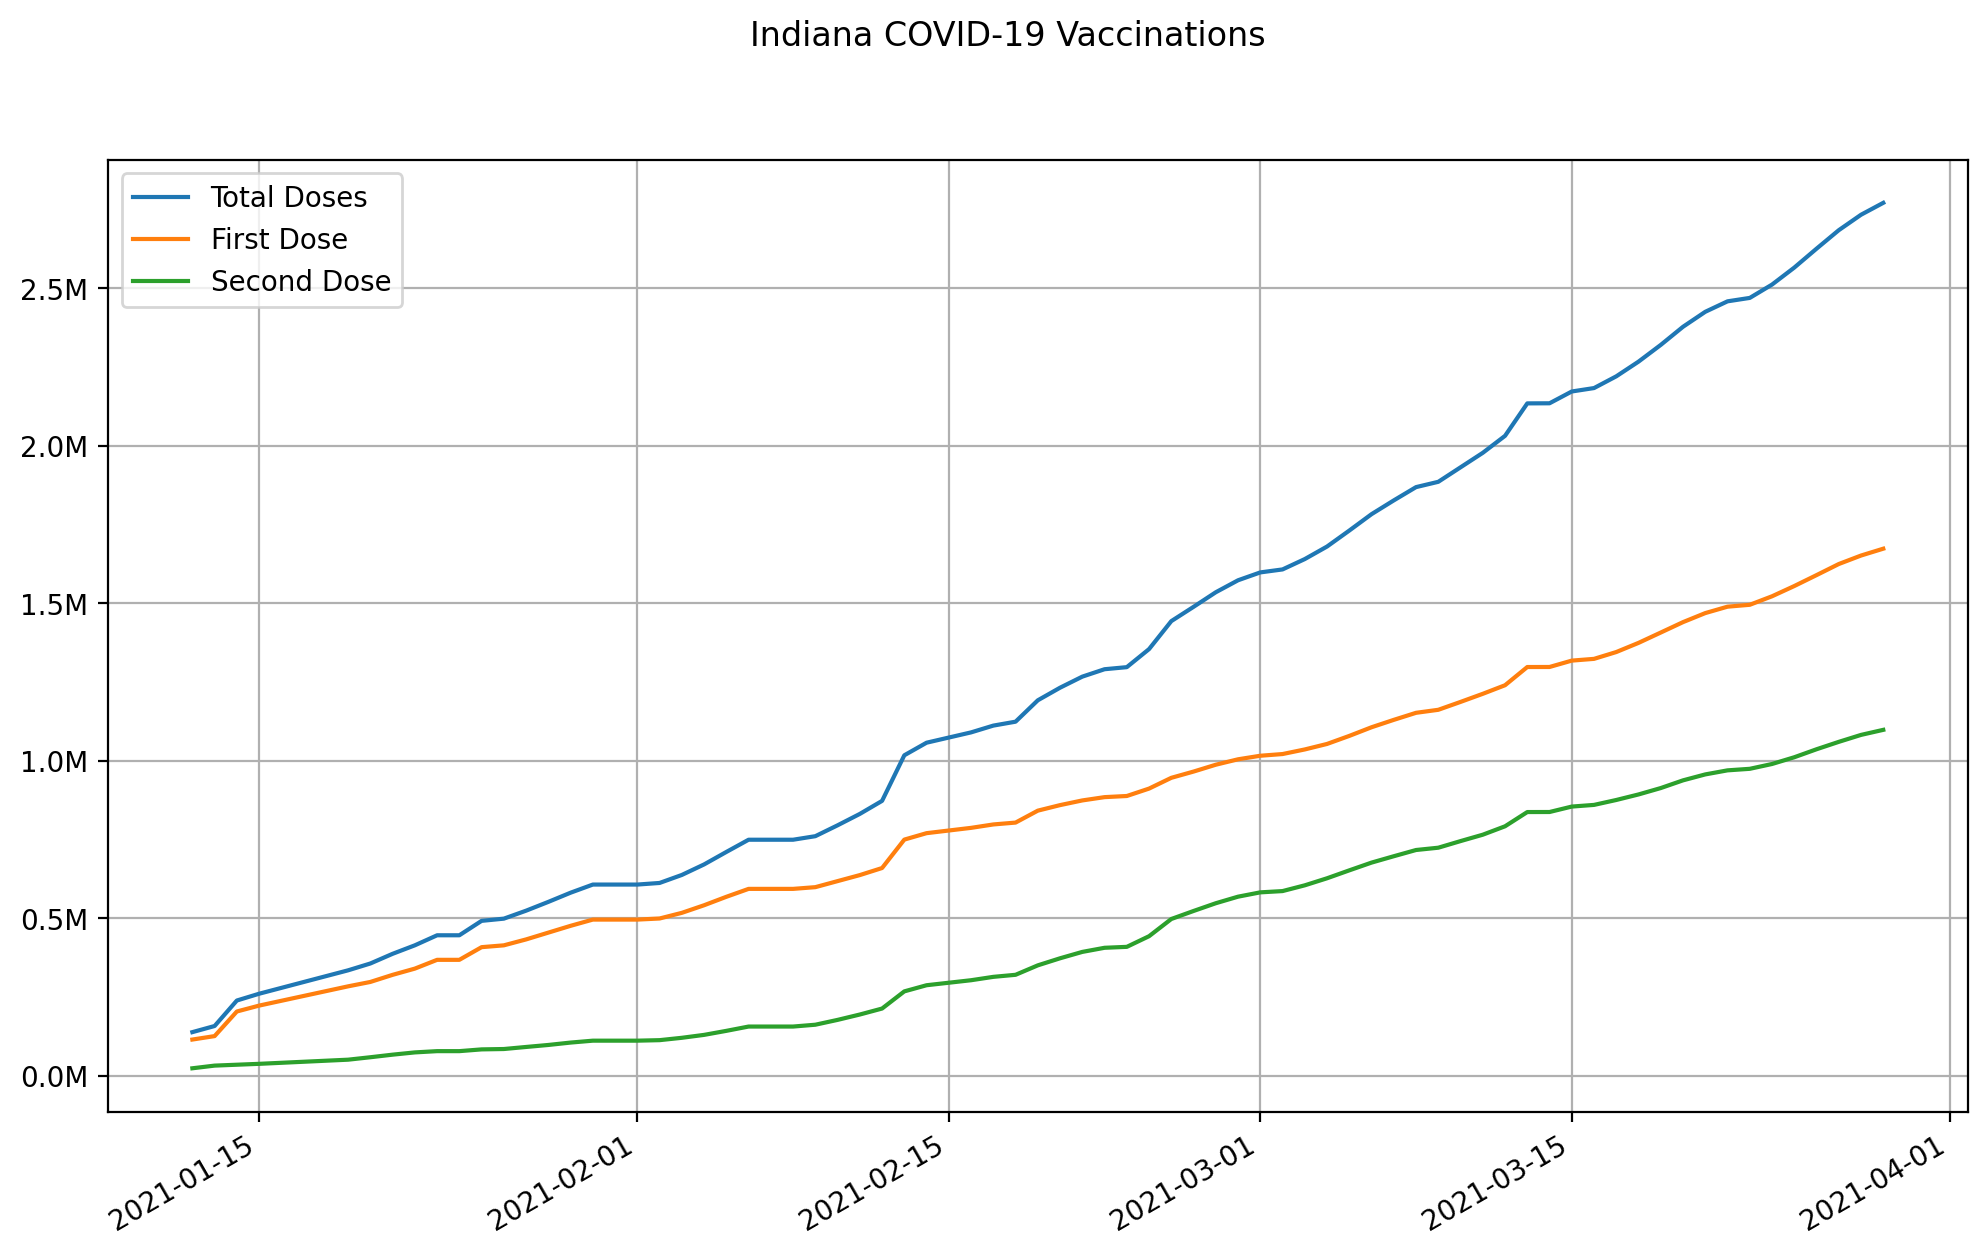 Indiana COVID-19 Vaccinations
Total Doses
First Dose
Second Dose
2.5M
2.0M
1.5M
1.0M
0.5M
0.0M
2021-01-15
2021-02-01
2021-02-15
2021-03-01
2021-03-15
2021-04-01